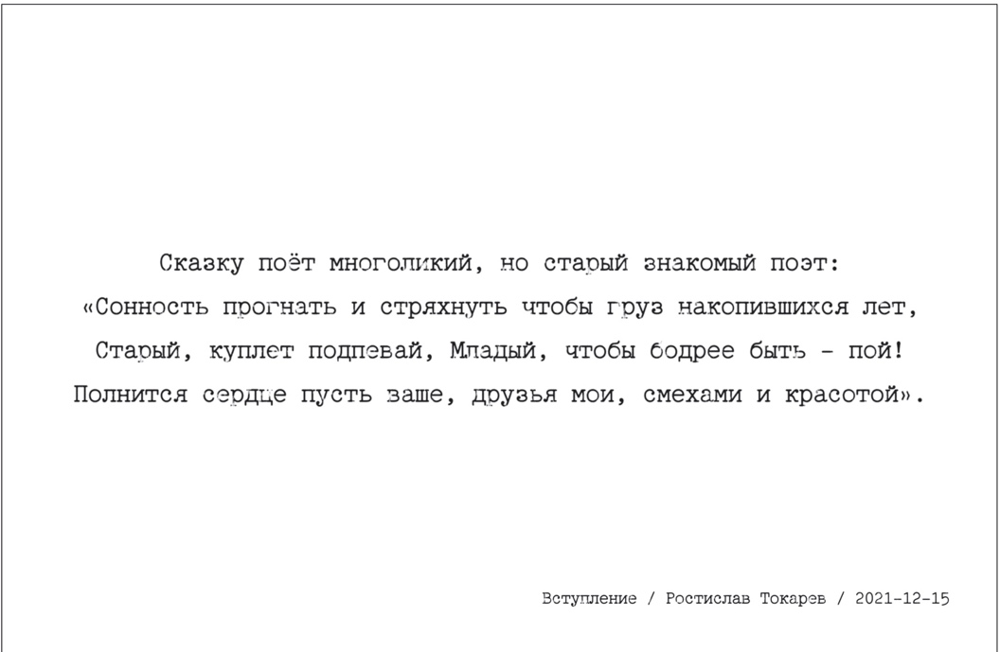 Сказку поёт многоликий, но старый знакомый поэт:
«Сонность прогнать и стряхнуть чтобы груз накопившихся лет,
Старый, куплет подпевай, Младый, чтобы бодрее быть – пой!
Полнится сердце пусть ваше, друзья мои, смехами и красотой».
Вступление / Ростислав Токарев / 2021-12-15